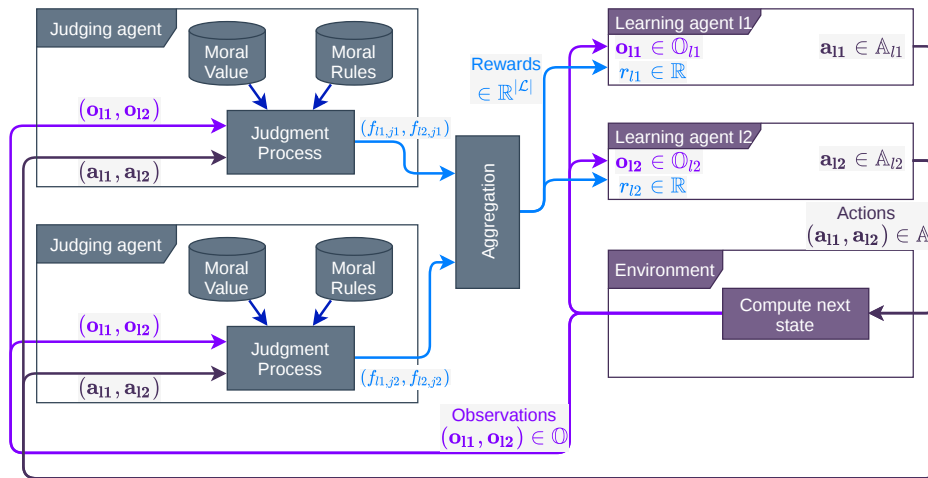 Judging agent
Moral
Value
Moral
Rules
(o_l1, o_l2)
(a_l1, a_l2)
Judgment
Process
(f_l1,j1, f_l2,j1)
Rewards
∈ ℝ^|ℒ|
Aggregation
Judging agent
Moral
Value
Moral
Rules
(o_l1, o_l2)
(a_l1, a_l2)
Judgment
Process
(f_l1,j2, f_l2,j2)
Observations
(o_l1, o_l2) ∈ 𝕆
Learning agent l1
o_l1 ∈ 𝕆_l1
r_l1 ∈ ℝ
a_l1 ∈ 𝔸_l1
Learning agent l2
o_l2 ∈ 𝕆_l2
r_l2 ∈ ℝ
a_l2 ∈ 𝔸_l2
Actions
(a_l1, a_l2) ∈ 𝔸
Environment
Compute next
state